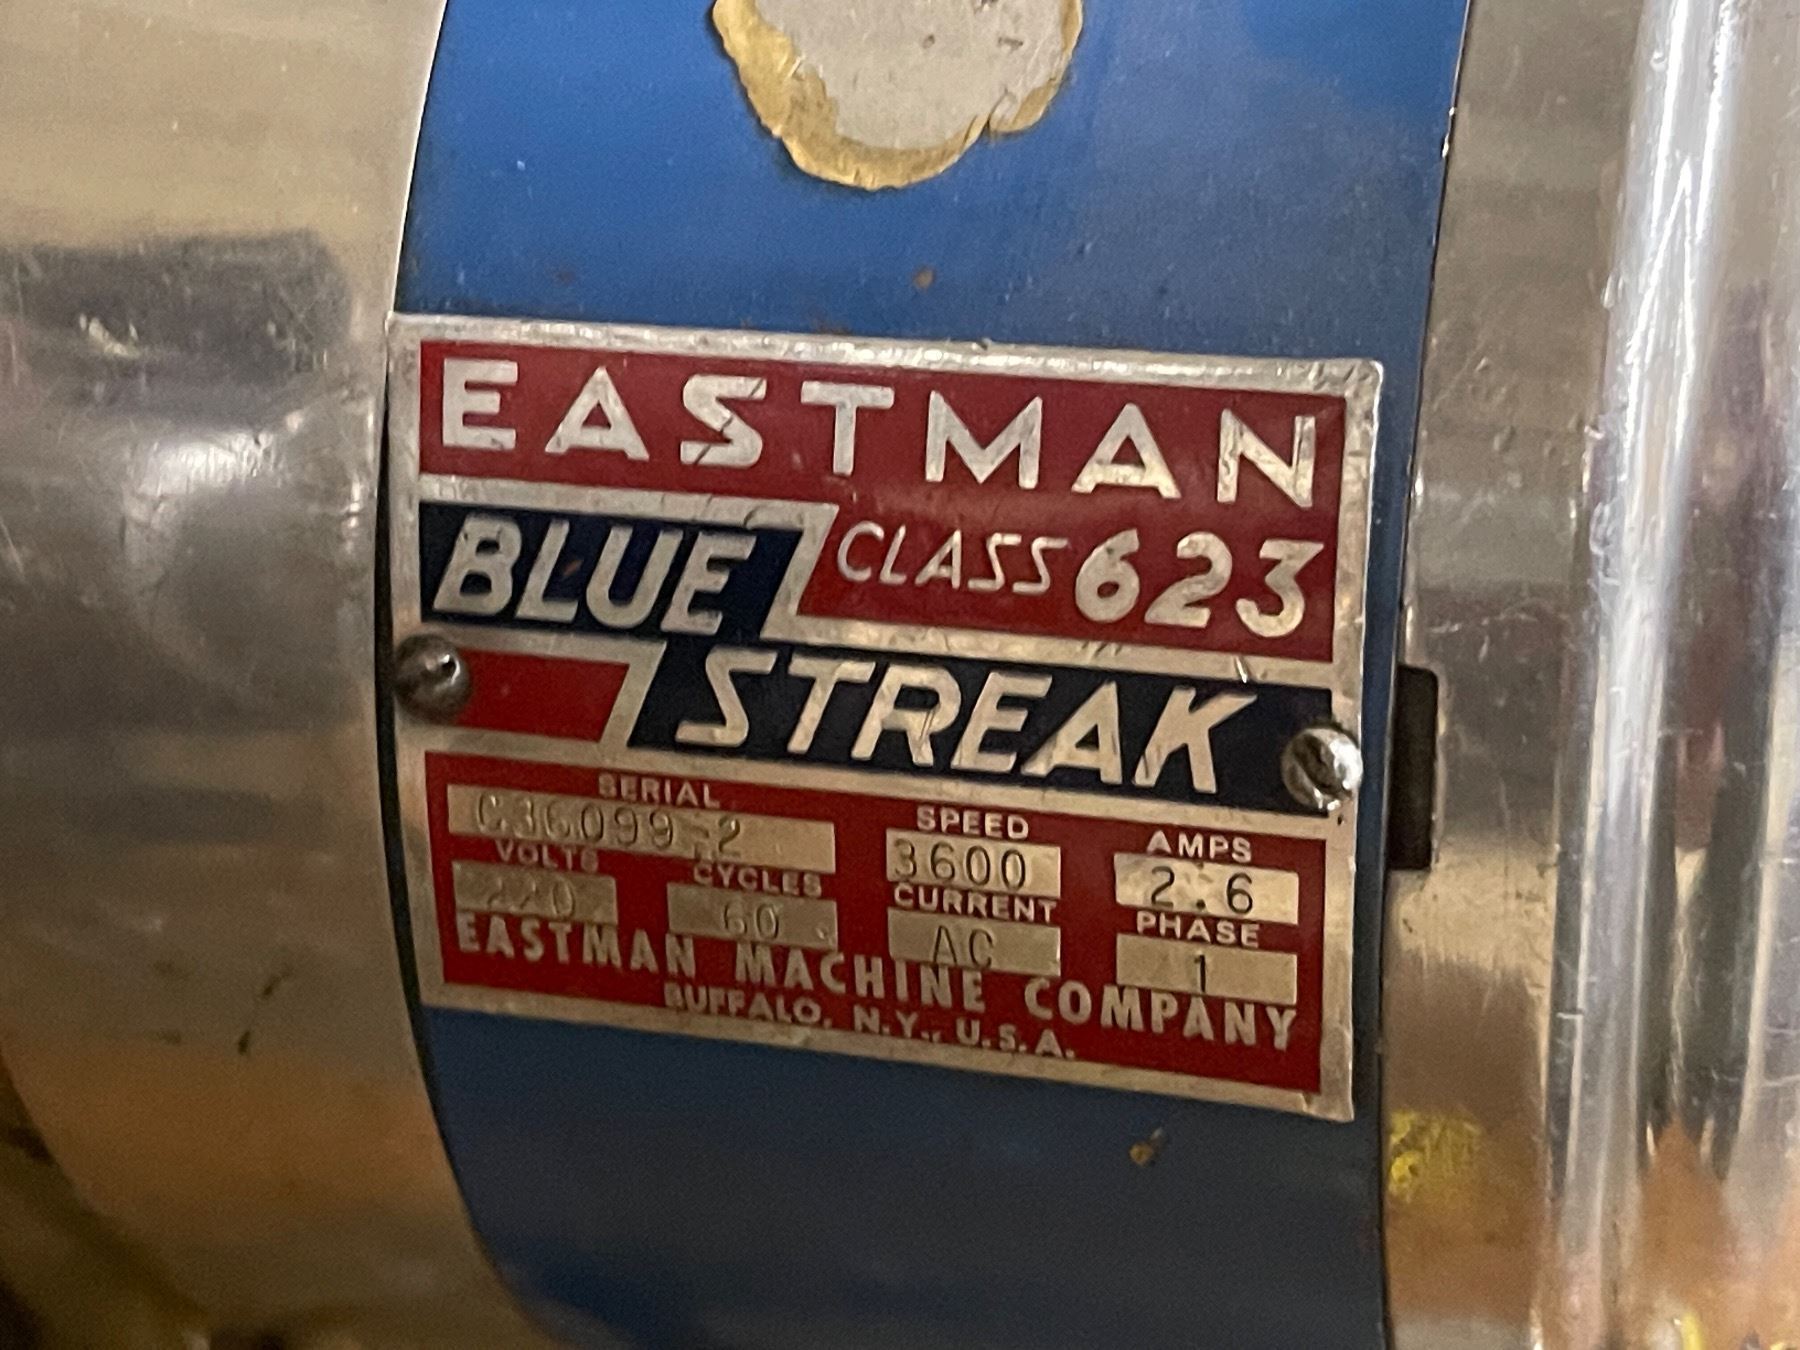 EASTMAN
BLUE CLASS 623
STREAK
SERIAL SPEED AMPS
C36099-2 3600 2.6
VOLTS CYCLES CURRENT PHASE
220 60 AC 1
EASTMAN MACHINE COMPANY
BUFFALO, N.Y., U.S.A.